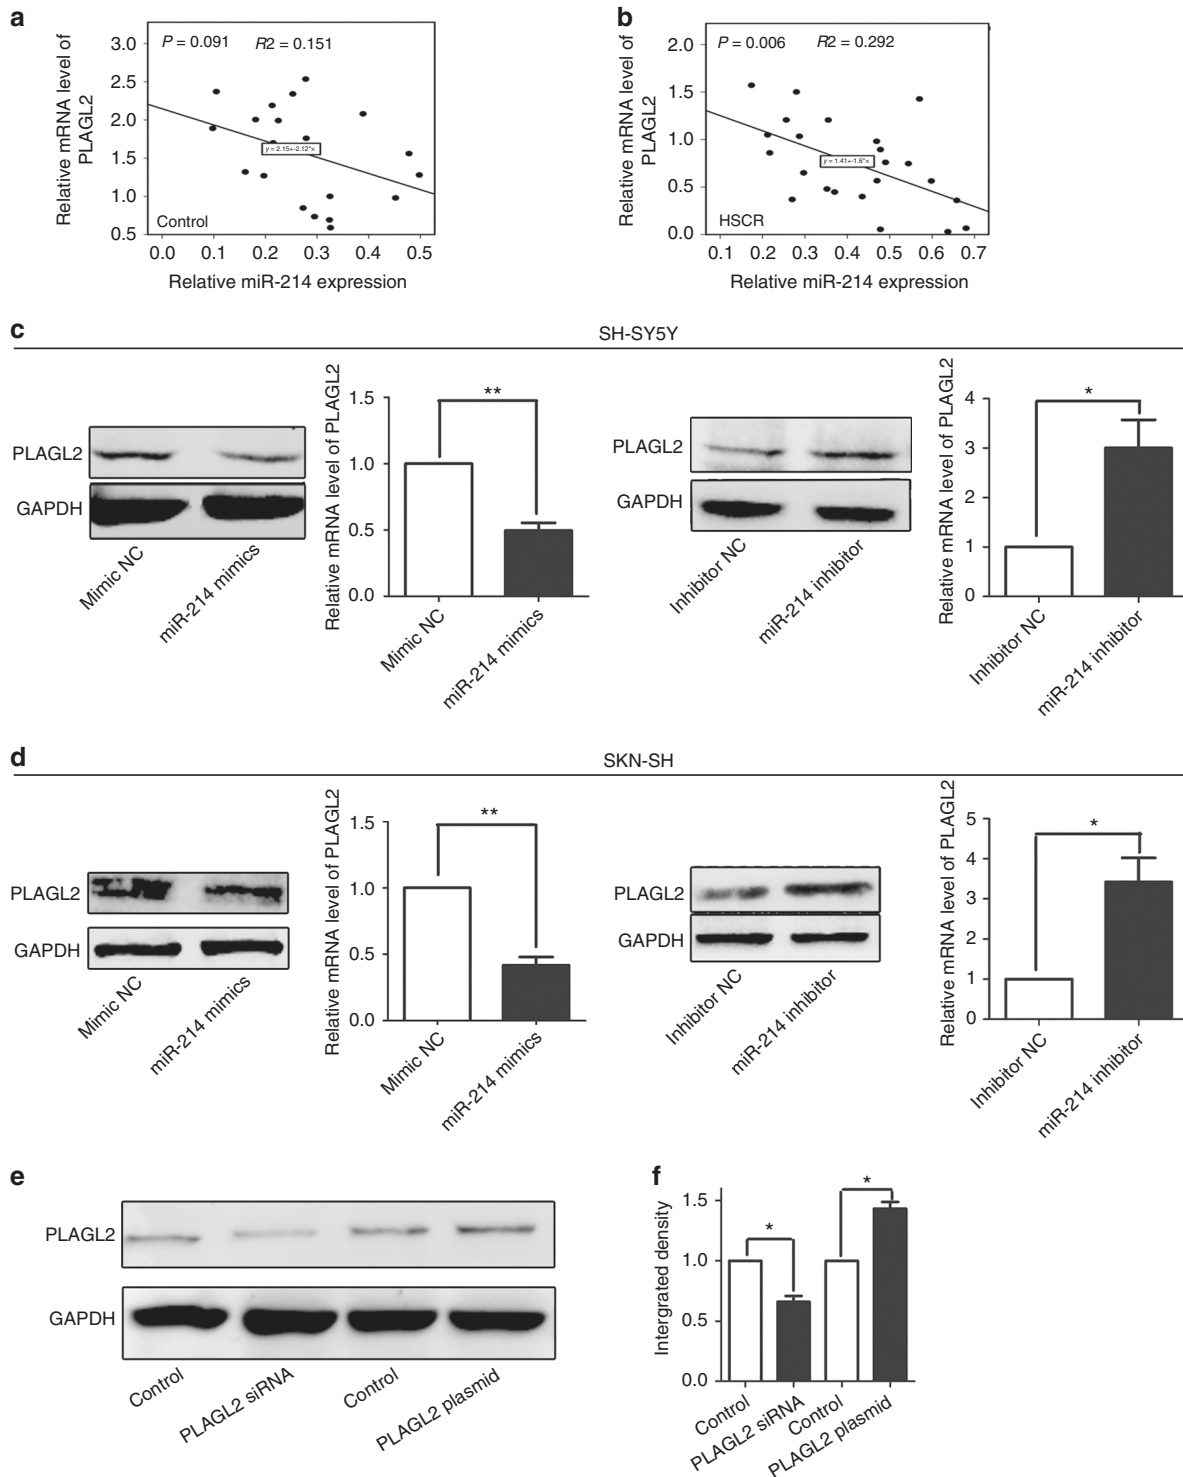 a
Relative mRNA level of
PLAGL2
3.0
2.5
2.0
1.5
1.0
0.5
P = 0.091
R2 = 0.151
y = 2.15+-2.12*x
Control
0.0 0.1 0.2 0.3 0.4 0.5
Relative miR-214 expression
b
Relative mRNA level of
PLAGL2
2.0
1.5
1.0
0.5
0.0
P = 0.006
R2 = 0.292
y = 1.41+-1.6*x
HSCR
0.1 0.2 0.3 0.4 0.5 0.6 0.7
Relative miR-214 expression
c
SH-SY5Y
PLAGL2
GAPDH
Mimic NC
miR-214 mimics
Relative mRNA level of PLAGL2
1.5
1.0
0.5
0.0
**
Mimic NC
miR-214 mimics
PLAGL2
GAPDH
Inhibitor NC
miR-214 inhibitor
Relative mRNA level of PLAGL2
4
3
2
1
0
*
Inhibitor NC
miR-214 inhibitor
d
SKN-SH
PLAGL2
GAPDH
Mimic NC
miR-214 mimics
Relative mRNA level of PLAGL2
1.5
1.0
0.5
0.0
**
Mimic NC
miR-214 mimics
PLAGL2
GAPDH
Inhibitor NC
miR-214 inhibitor
Relative mRNA level of PLAGL2
5
4
3
2
1
0
*
Inhibitor NC
miR-214 inhibitor
e
PLAGL2
GAPDH
Control
PLAGL2 siRNA
Control
PLAGL2 plasmid
f
Intergrated density
1.5
1.0
0.5
0.0
*
*
Control
PLAGL2 siRNA
Control
PLAGL2 plasmid